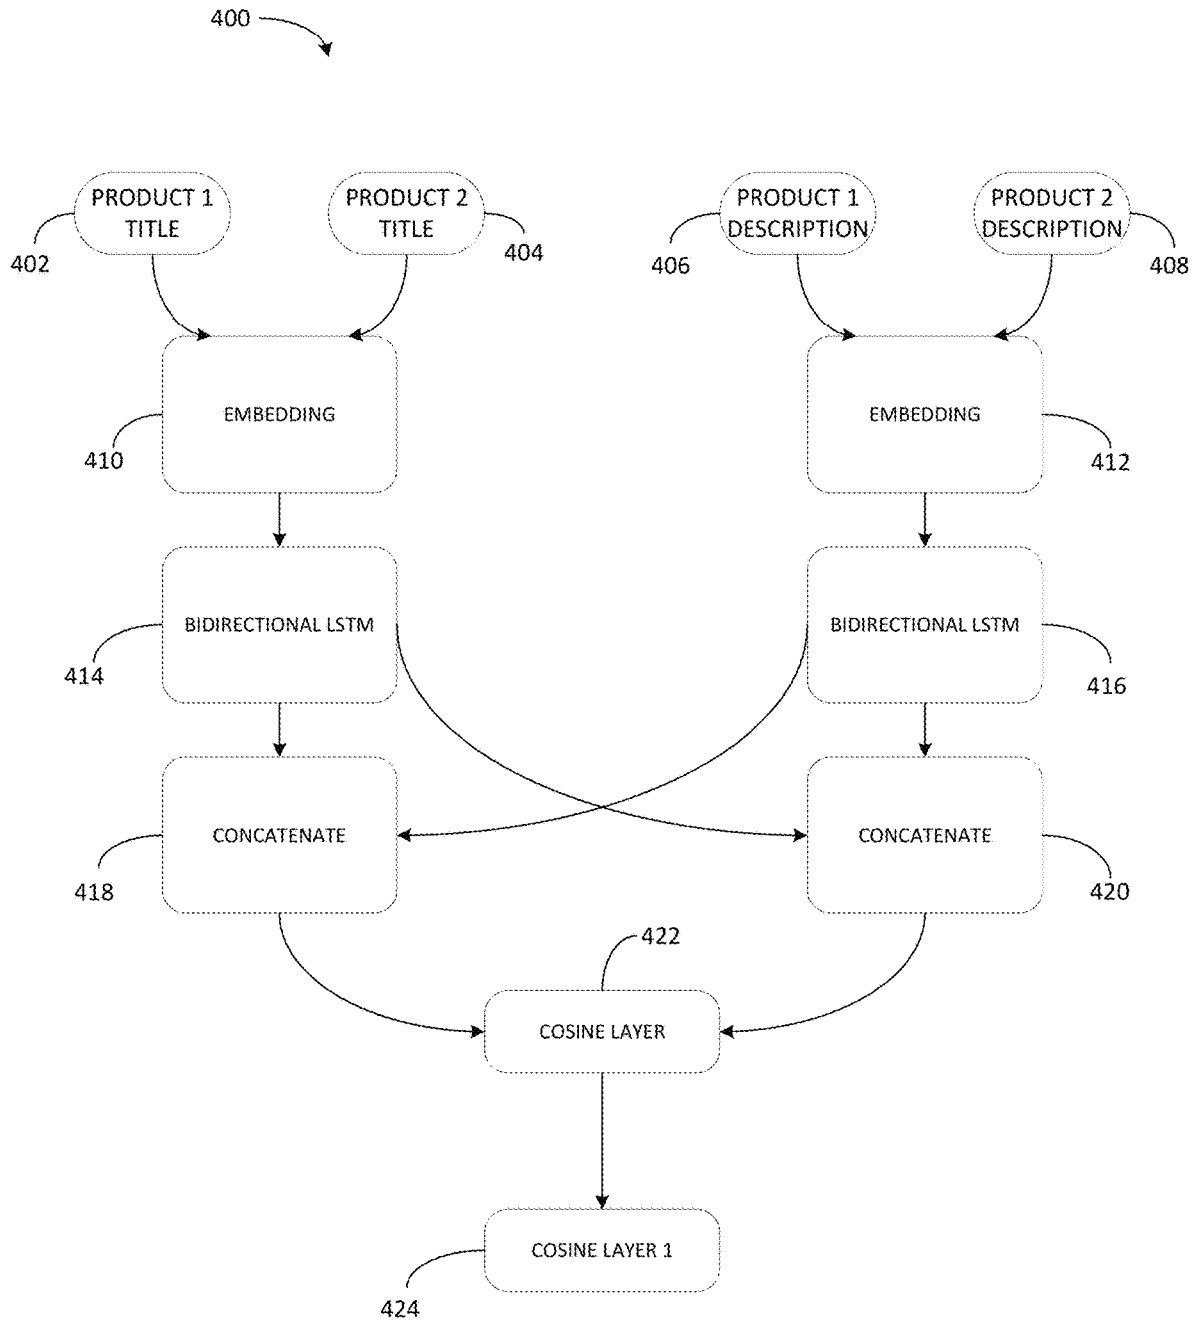 400
PRODUCT 1
TITLE
PRODUCT 2
TITLE
PRODUCT 1
DESCRIPTION
PRODUCT 2
DESCRIPTION
402
404
406
408
EMBEDDING
EMBEDDING
410
412
BIDIRECTIONAL LSTM
BIDIRECTIONAL LSTM
414
416
CONCATENATE
CONCATENATE
418
420
422
COSINE LAYER
COSINE LAYER 1
424